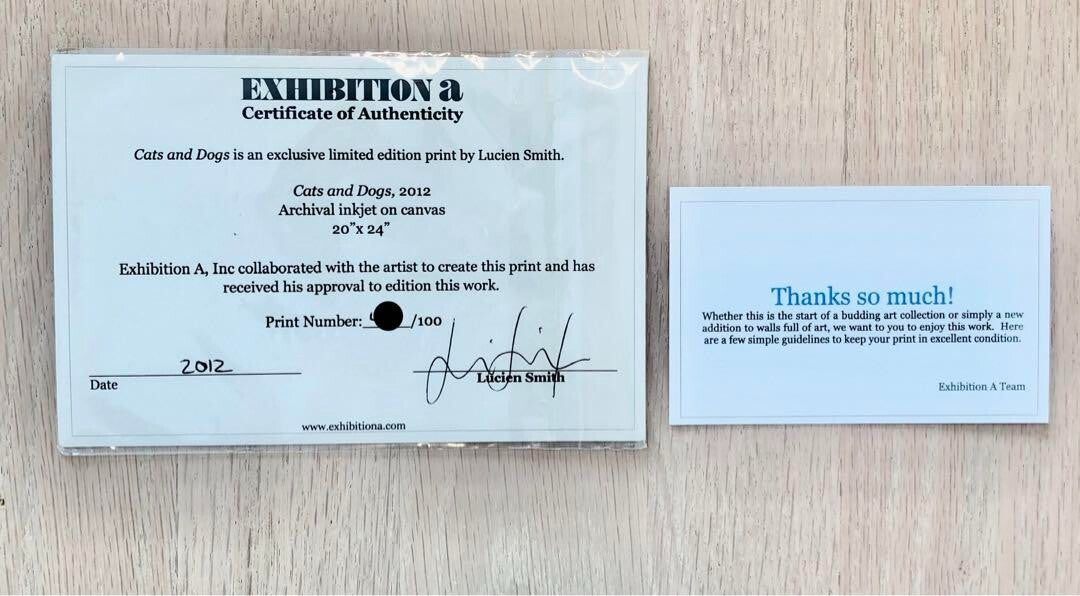 EXHIBITION a
Certificate of Authenticity
Cats and Dogs is an exclusive limited edition print by Lucien Smith.
Cats and Dogs, 2012
Archival inkjet on canvas
20”x 24”
Exhibition A, Inc collaborated with the artist to create this print and has
received his approval to edition this work.
Print Number: /100
2012
Date
Lucien Smith
www.exhibitiona.com
Thanks so much!
Whether this is the start of a budding art collection or simply a new
addition to walls full of art, we want to you to enjoy this work. Here
are a few simple guidelines to keep your print in excellent condition.
Exhibition A Team